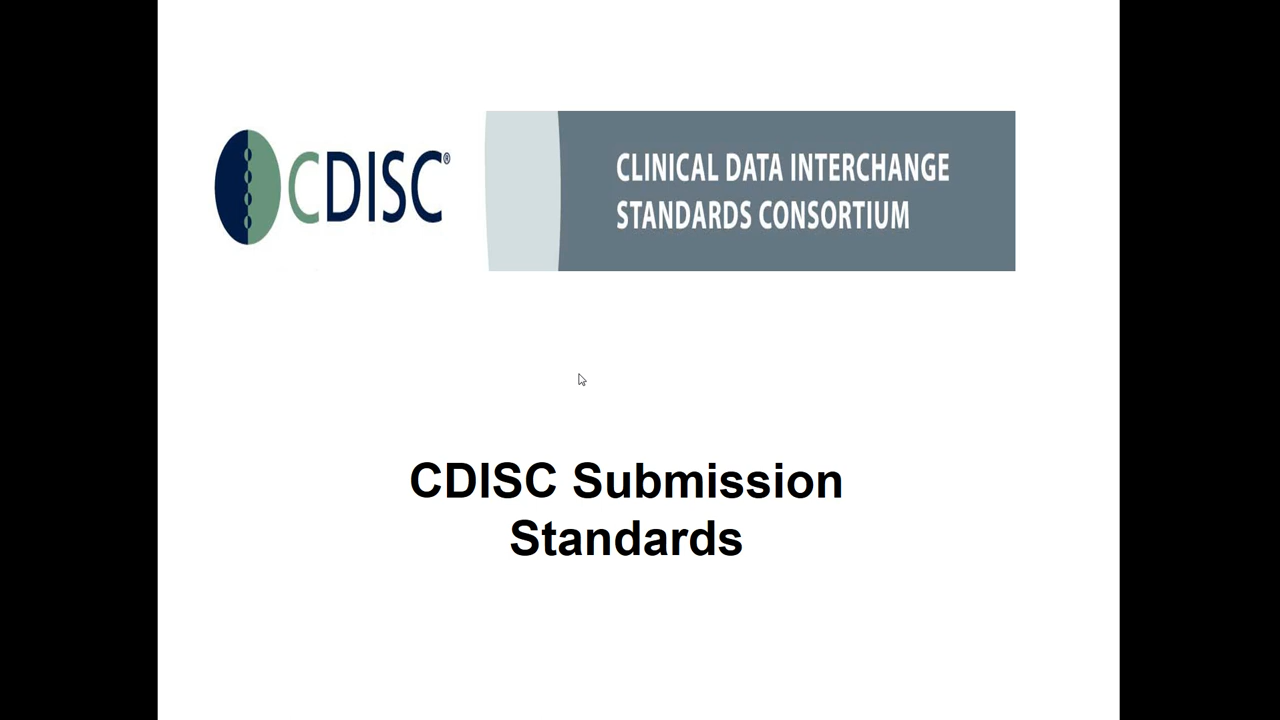 CDISC®
CLINICAL DATA INTERCHANGE
STANDARDS CONSORTIUM
CDISC Submission
Standards